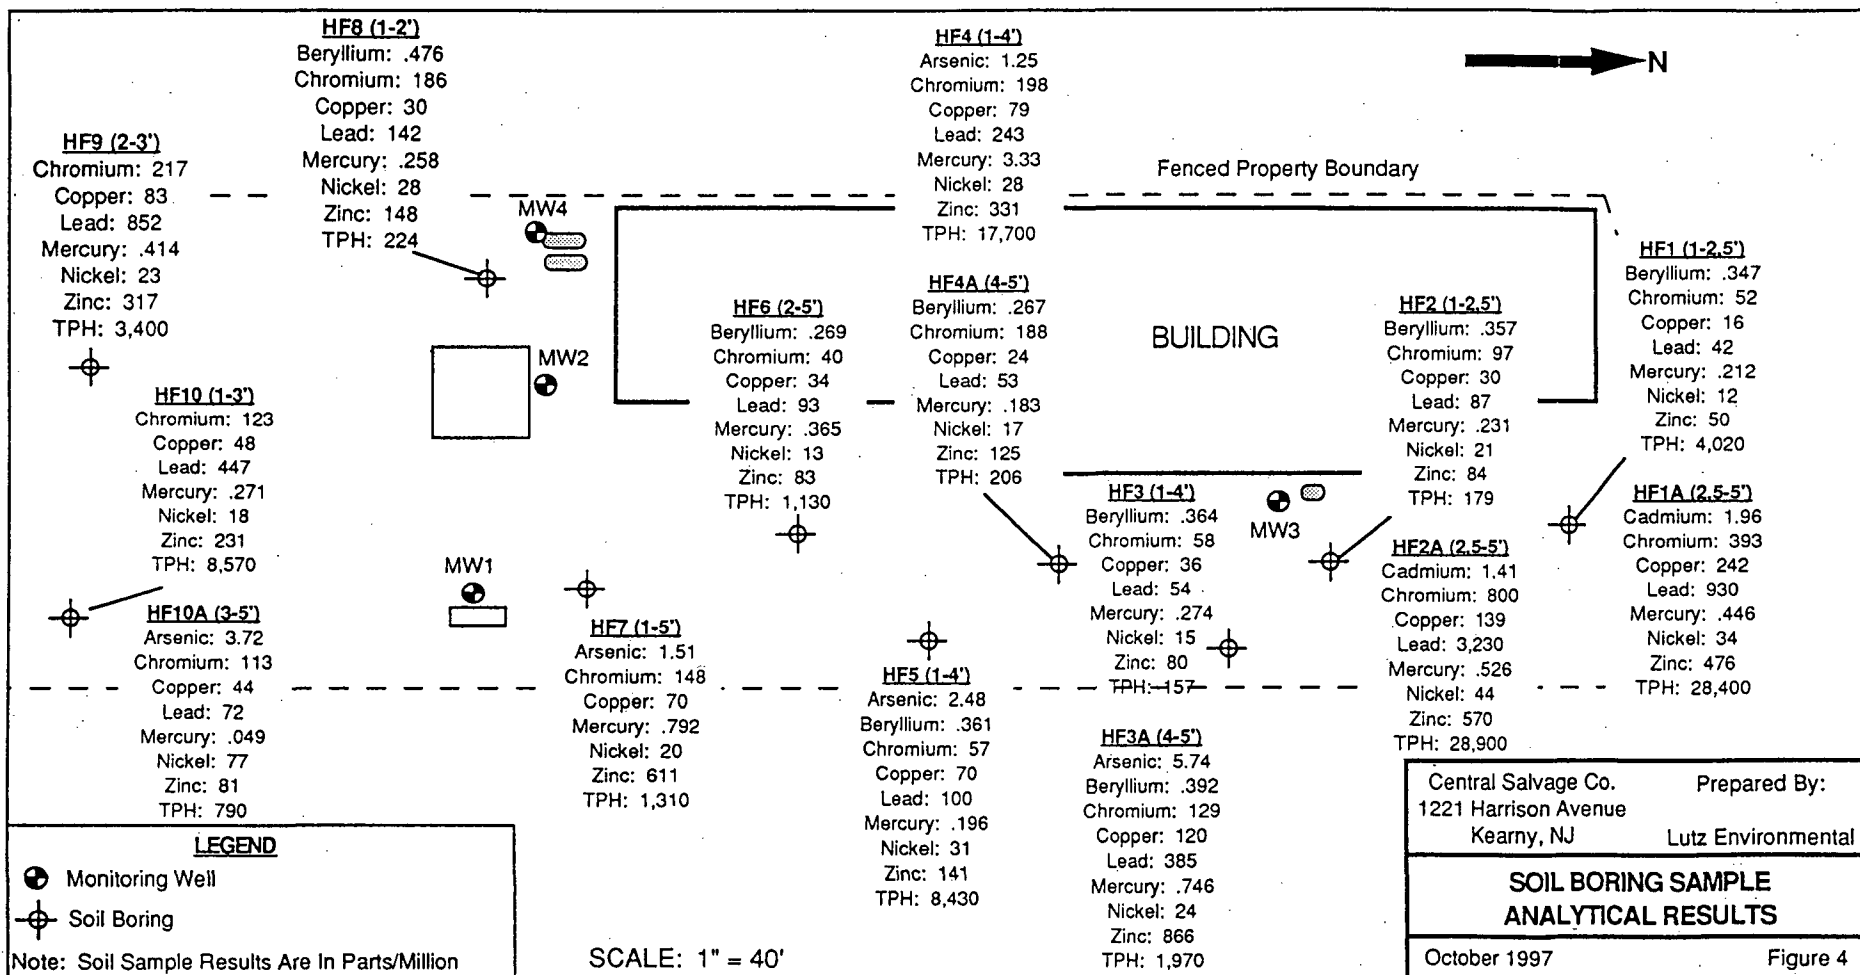 HF8 (1-2')
Beryllium: .476
Chromium: 186
Copper: 30
Lead: 142
Mercury: .258
Nickel: 28
Zinc: 148
TPH: 224
HF4 (1-4')
Arsenic: 1.25
Chromium: 198
Copper: 79
Lead: 243
Mercury: 3.33
Nickel: 28
Zinc: 331
TPH: 17,700
N
HF9 (2-3')
Chromium: 217
Copper: 83
Lead: 852
Mercury: .414
Nickel: 23
Zinc: 317
TPH: 3,400
Fenced Property Boundary
MW4
HF1 (1-2,5')
Beryllium: .347
Chromium: 52
Copper: 16
Lead: 42
Mercury: .212
Nickel: 12
Zinc: 50
TPH: 4,020
HF6 (2-5')
Beryllium: .269
Chromium: 40
Copper: 34
Lead: 93
Mercury: .365
Nickel: 13
Zinc: 83
TPH: 1,130
HF4A (4-5')
Beryllium: .267
Chromium: 188
Copper: 24
Lead: 53
Mercury: .183
Nickel: 17
Zinc: 125
TPH: 206
BUILDING
HF2 (1-2,5')
Beryllium: .357
Chromium: 97
Copper: 30
Lead: 87
Mercury: .231
Nickel: 21
Zinc: 84
TPH: 179
MW2
HF10 (1-3')
Chromium: 123
Copper: 48
Lead: 447
Mercury: .271
Nickel: 18
Zinc: 231
TPH: 8,570
HF3 (1-4')
Beryllium: .364
Chromium: 58
Copper: 36
Lead: 54
Mercury: .274
Nickel: 15
Zinc: 80
TPH: 157
MW3
HF1A (2,5-5')
Cadmium: 1.96
Chromium: 393
Copper: 242
Lead: 930
Mercury: .446
Nickel: 34
Zinc: 476
TPH: 28,400
HF2A (2,5-5')
Cadmium: 1.41
Chromium: 800
Copper: 139
Lead: 3,230
Mercury: .526
Nickel: 44
Zinc: 570
TPH: 28,900
MW1
HF10A (3-5')
Arsenic: 3.72
Chromium: 113
Copper: 44
Lead: 72
Mercury: .049
Nickel: 77
Zinc: 81
TPH: 790
HF7 (1-5')
Arsenic: 1.51
Chromium: 148
Copper: 70
Mercury: .792
Nickel: 20
Zinc: 611
TPH: 1,310
HF5 (1-4')
Arsenic: 2.48
Beryllium: .361
Chromium: 57
Copper: 70
Lead: 100
Mercury: .196
Nickel: 31
Zinc: 141
TPH: 8,430
HF3A (4-5')
Arsenic: 5.74
Beryllium: .392
Chromium: 129
Copper: 120
Lead: 385
Mercury: .746
Nickel: 24
Zinc: 866
TPH: 1,970
LEGEND
Monitoring Well
Soil Boring
Note: Soil Sample Results Are In Parts/Million
SCALE: 1" = 40'
Central Salvage Co.
1221 Harrison Avenue
Kearny, NJ
Prepared By:
Lutz Environmental
SOIL BORING SAMPLE
ANALYTICAL RESULTS
October 1997
Figure 4